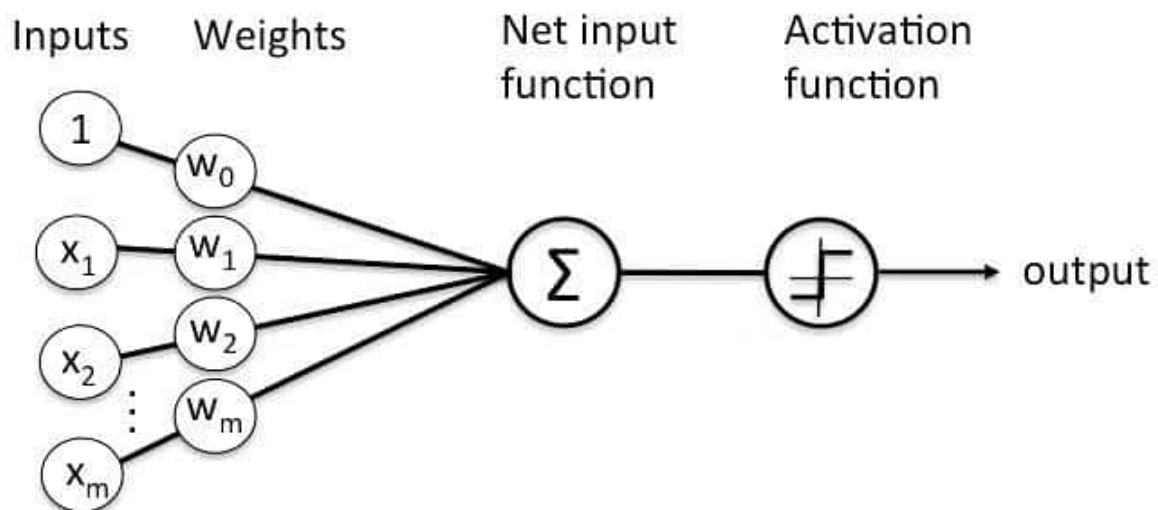 Inputs Weights Net input function Activation function
1
w₀
x₁ w₁
Σ
output
x₂ w₂
⋮
wₘ
xₘ